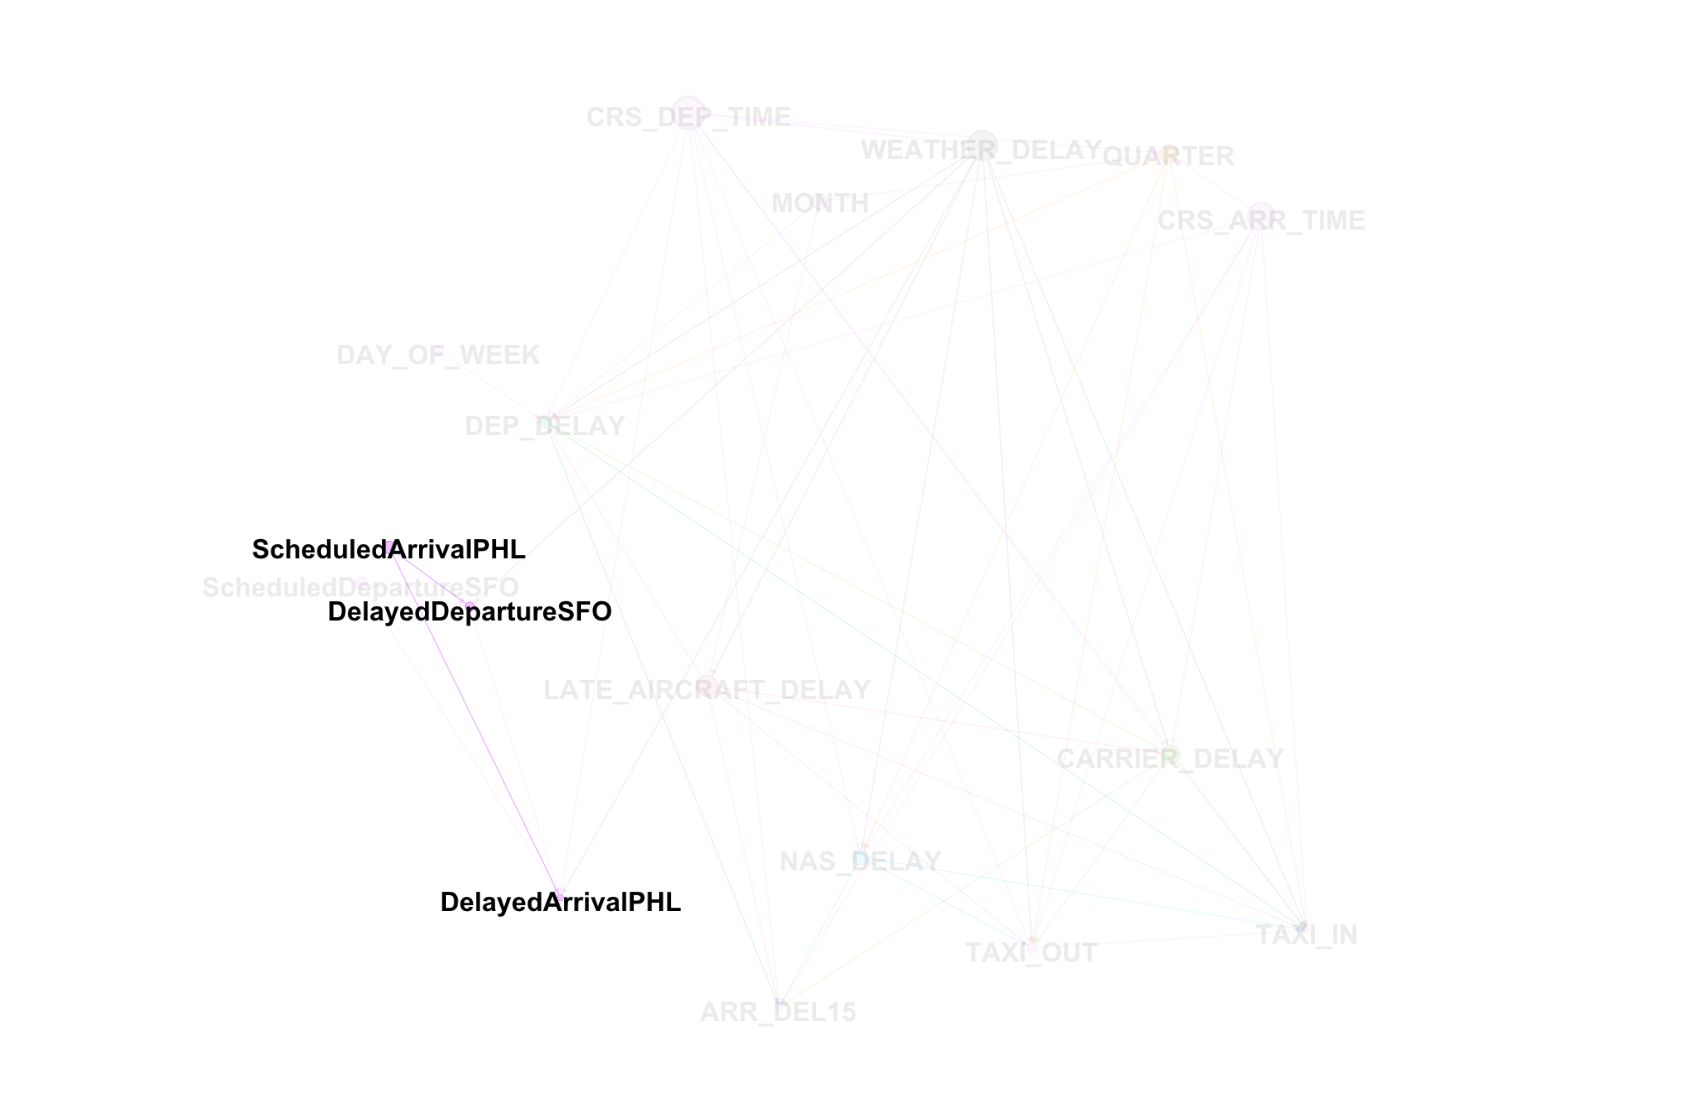 CRS_DEP_TIME
WEATHER_DELAY
QUARTER
MONTH
CRS_ARR_TIME
DAY_OF_WEEK
DEP_DELAY
ScheduledArrivalPHL
ScheduledDepartureSFO
DelayedDepartureSFO
LATE_AIRCRAFT_DELAY
CARRIER_DELAY
NAS_DELAY
DelayedArrivalPHL
TAXI_IN
TAXI_OUT
ARR_DEL15